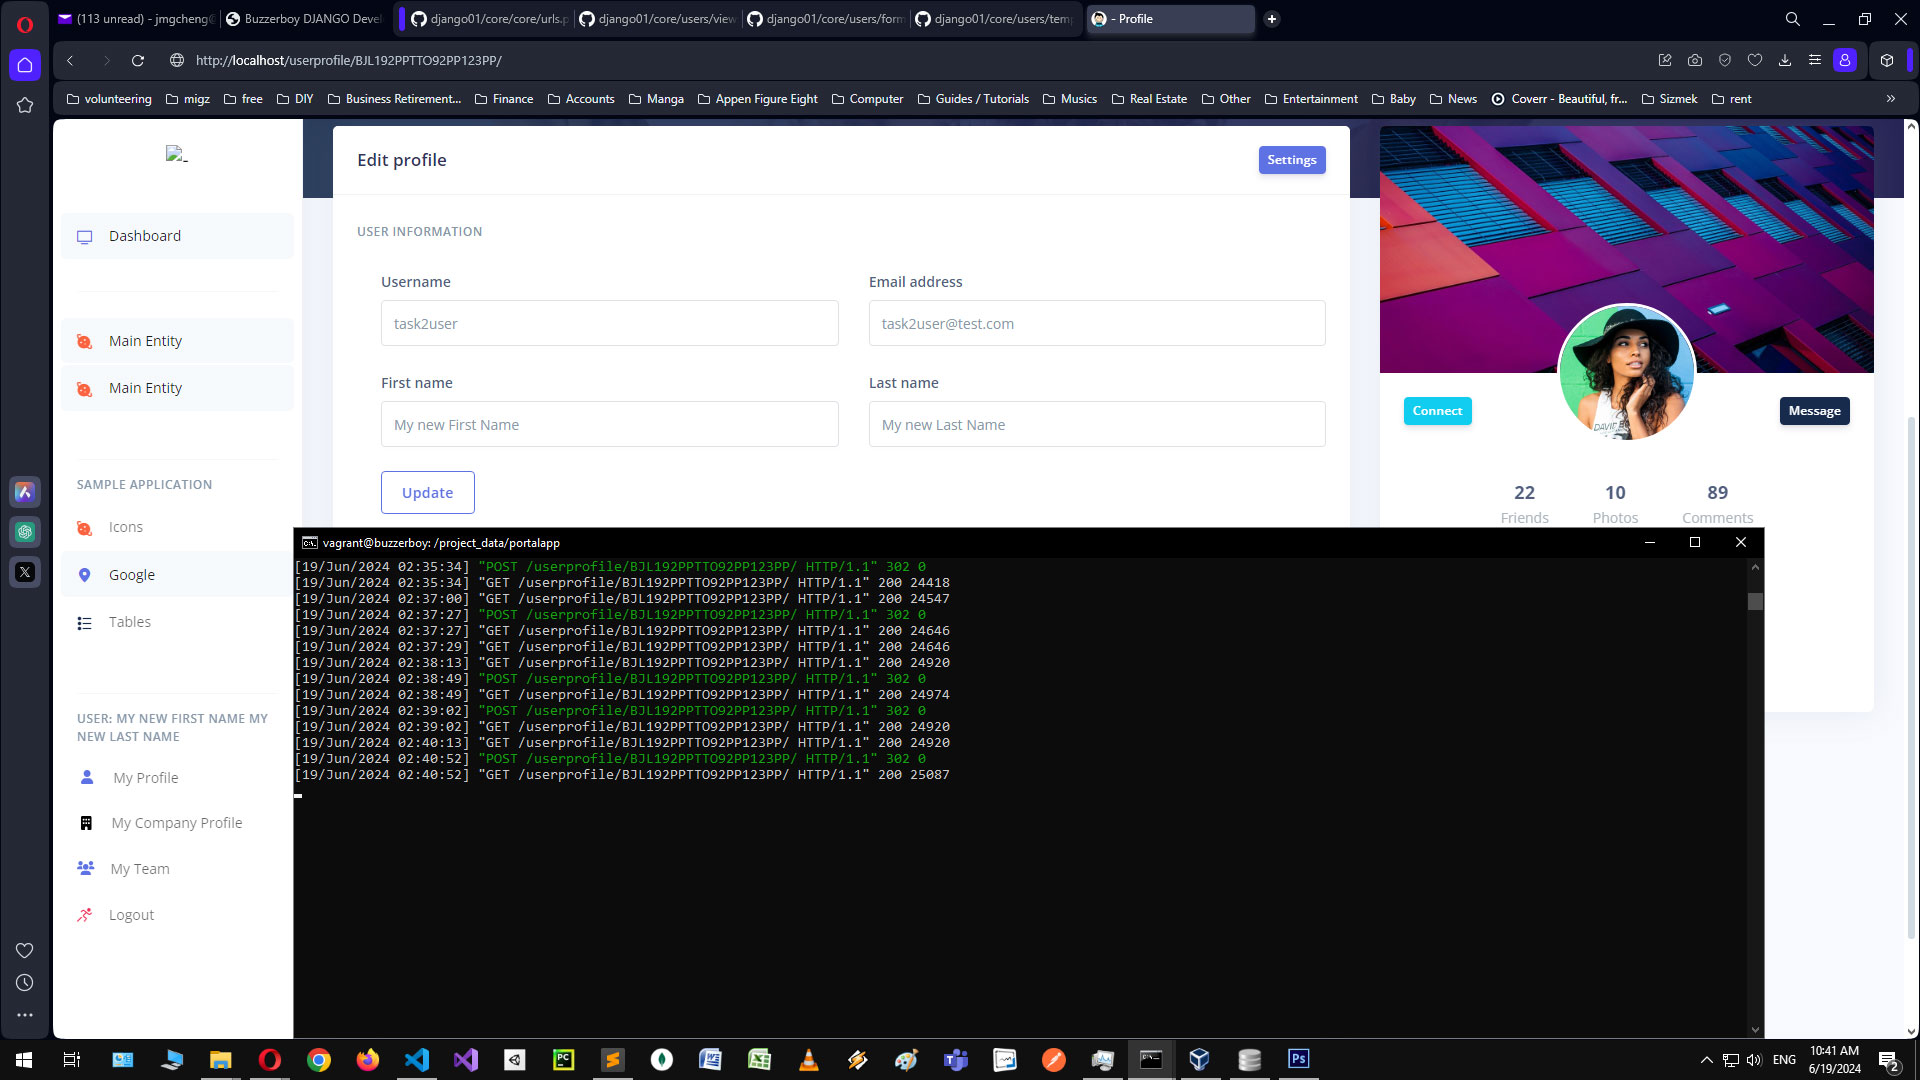 (113 unread) - jmgcheng
Buzzerboy DJANGO Devel
django01/core/core/urls.p
django01/core/users/view
django01/core/users/form
django01/core/users/temp
- Profile
http://localhost/userprofile/BJL192PPTTO92PP123PP/
volunteering
migz
free
DIY
Business Retirement...
Finance
Accounts
Manga
Appen Figure Eight
Computer
Guides / Tutorials
Musics
Real Estate
Other
Entertainment
Baby
News
Coverr - Beautiful, fr...
Sizmek
rent
»
Dashboard
Main Entity
Main Entity
SAMPLE APPLICATION
Icons
Google
Tables
USER: MY NEW FIRST NAME MY
NEW LAST NAME
My Profile
My Company Profile
My Team
Logout
Edit profile
Settings
USER INFORMATION
Username
Email address
task2user
task2user@test.com
First name
Last name
My new First Name
My new Last Name
Update
Connect
Message
22
10
89
Friends
Photos
Comments
vagrant@buzzerboy: /project_data/portalapp
[19/Jun/2024 02:35:34] "POST /userprofile/BJL192PPTTO92PP123PP/ HTTP/1.1" 302 0
[19/Jun/2024 02:35:34] "GET /userprofile/BJL192PPTTO92PP123PP/ HTTP/1.1" 200 24418
[19/Jun/2024 02:37:00] "GET /userprofile/BJL192PPTTO92PP123PP/ HTTP/1.1" 200 24547
[19/Jun/2024 02:37:27] "POST /userprofile/BJL192PPTTO92PP123PP/ HTTP/1.1" 302 0
[19/Jun/2024 02:37:27] "GET /userprofile/BJL192PPTTO92PP123PP/ HTTP/1.1" 200 24646
[19/Jun/2024 02:37:29] "GET /userprofile/BJL192PPTTO92PP123PP/ HTTP/1.1" 200 24646
[19/Jun/2024 02:38:13] "GET /userprofile/BJL192PPTTO92PP123PP/ HTTP/1.1" 200 24920
[19/Jun/2024 02:38:49] "POST /userprofile/BJL192PPTTO92PP123PP/ HTTP/1.1" 302 0
[19/Jun/2024 02:38:49] "GET /userprofile/BJL192PPTTO92PP123PP/ HTTP/1.1" 200 24974
[19/Jun/2024 02:39:02] "POST /userprofile/BJL192PPTTO92PP123PP/ HTTP/1.1" 302 0
[19/Jun/2024 02:39:02] "GET /userprofile/BJL192PPTTO92PP123PP/ HTTP/1.1" 200 24920
[19/Jun/2024 02:40:13] "GET /userprofile/BJL192PPTTO92PP123PP/ HTTP/1.1" 200 24920
[19/Jun/2024 02:40:52] "POST /userprofile/BJL192PPTTO92PP123PP/ HTTP/1.1" 302 0
[19/Jun/2024 02:40:52] "GET /userprofile/BJL192PPTTO92PP123PP/ HTTP/1.1" 200 25087
ENG
10:41 AM
6/19/2024
2